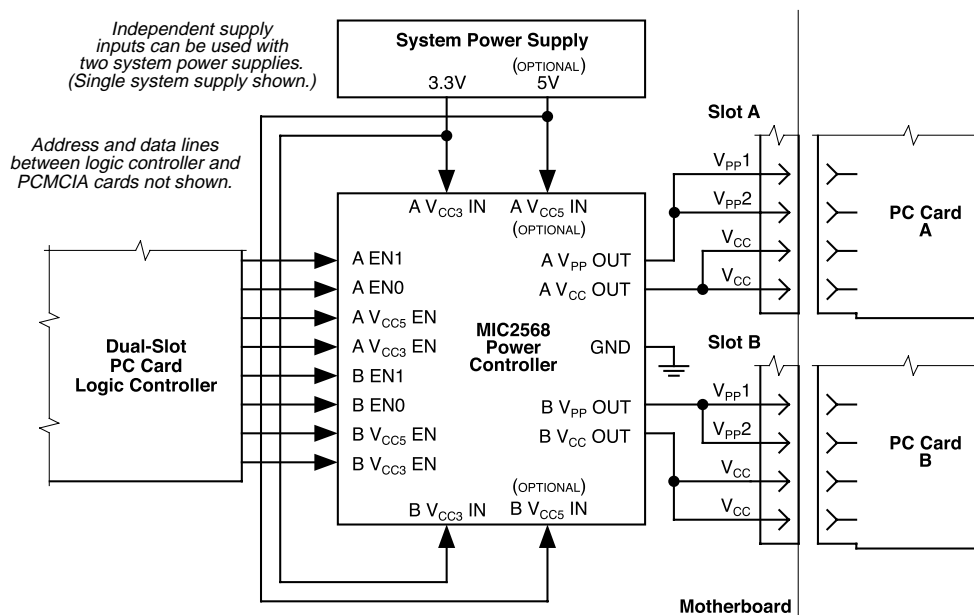 Independent supply
inputs can be used with
two system power supplies.
(Single system supply shown.)
System Power Supply
(OPTIONAL)
3.3V
5V
Address and data lines
between logic controller and
PCMCIA cards not shown.
Slot A
A VCC3 IN
A VCC5 IN
(OPTIONAL)
VPP1
VPP2
VCC
VCC
PC Card
A
Dual-Slot
PC Card
Logic Controller
A EN1
A EN0
A VCC5 EN
A VCC3 EN
B EN1
B EN0
B VCC5 EN
B VCC3 EN
MIC2568
Power
Controller
A VPP OUT
A VCC OUT
GND
B VPP OUT
B VCC OUT
(OPTIONAL)
B VCC3 IN
B VCC5 IN
Slot B
VPP1
VPP2
VCC
VCC
PC Card
B
Motherboard